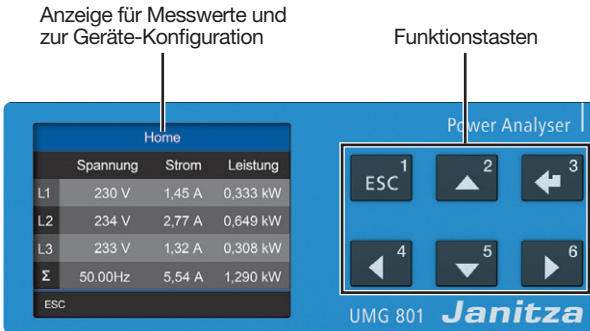 Anzeige für Messwerte und
zur Geräte-Konfiguration
Funktionstasten
Power Analyser
Home
Spannung Strom Leistung
L1 230 V 1,45 A 0,333 kW
L2 234 V 2,77 A 0,649 kW
L3 233 V 1,32 A 0,308 kW
Σ 50.00Hz 5,54 A 1,290 kW
ESC
ESC 1 2 3
4 5 6
UMG 801 Janitza